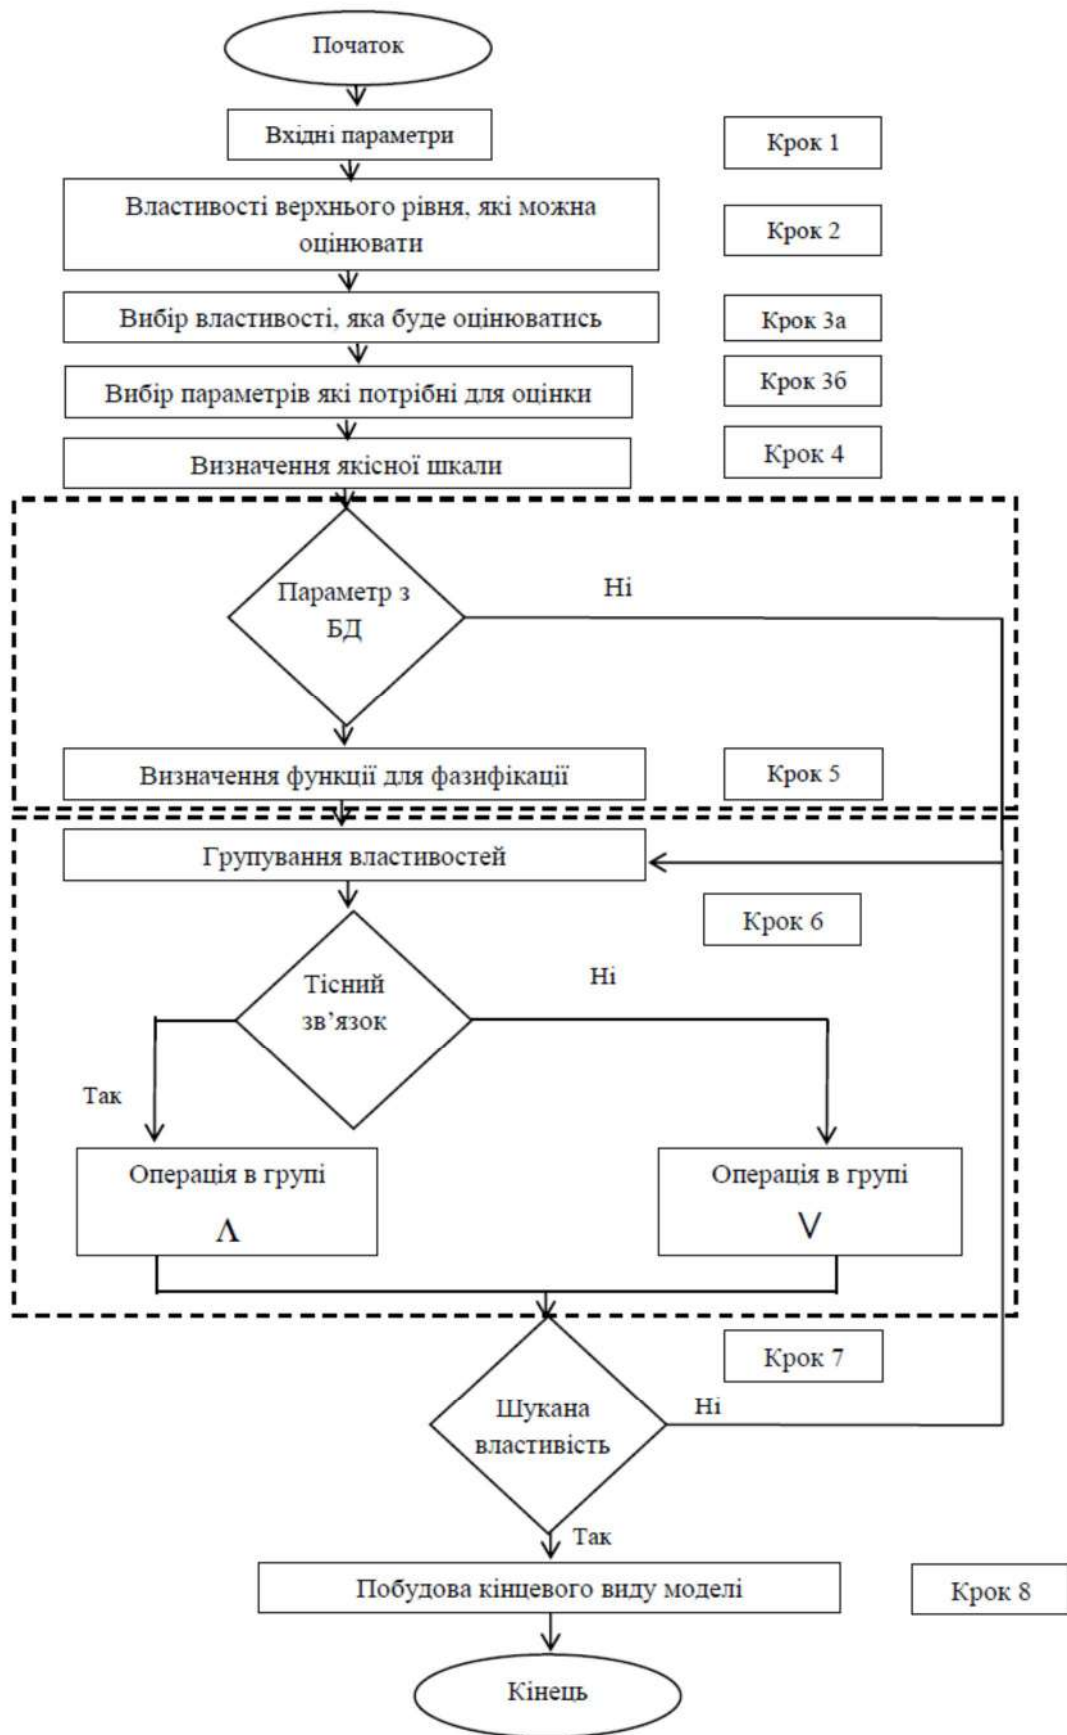 Початок
Вхідні параметри
Крок 1
Властивості верхнього рівня, які можна
оцінювати
Крок 2
Вибір властивості, яка буде оцінюватись
Крок 3а
Вибір параметрів які потрібні для оцінки
Крок 3б
Визначення якісної шкали
Крок 4
Параметр з
БД
Ні
Визначення функції для фазифікації
Крок 5
Групування властивостей
Крок 6
Тісний
зв’язок
Ні
Так
Операція в групі
Λ
Операція в групі
V
Крок 7
Шукана
властивість
Ні
Так
Побудова кінцевого виду моделі
Крок 8
Кінець